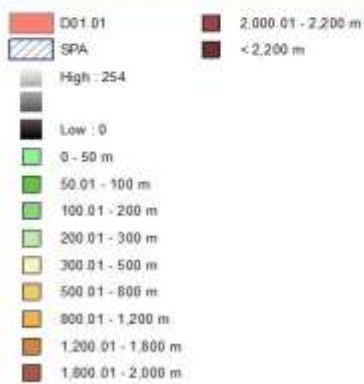 D01.01
SPA
High : 254
Low : 0
0 - 50 m
50.01 - 100 m
100.01 - 200 m
200.01 - 300 m
300.01 - 500 m
500.01 - 800 m
800.01 - 1,200 m
1,200.01 - 1,800 m
1,800.01 - 2,000 m
2,000.01 - 2,200 m
< 2,200 m